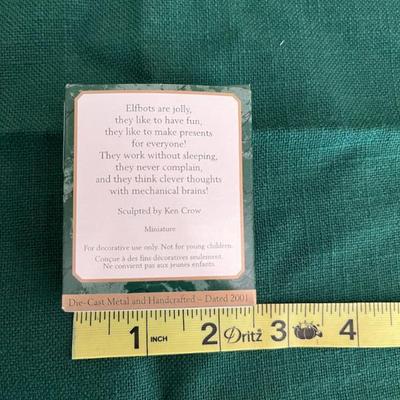 Elfbots are jolly,
they like to have fun,
they like to make presents
for everyone!
They work without sleeping,
they never complain,
and they think clever thoughts
with mechanical brains!
Sculpted by Ken Crow
Miniature
For decorative use only. Not for young children.
Conçue à des fins décoratives seulement.
Ne convient pas aux jeunes enfants.
Die-Cast Metal and Handcrafted – Dated 2001
1 INCH 2 Dritz 3 4